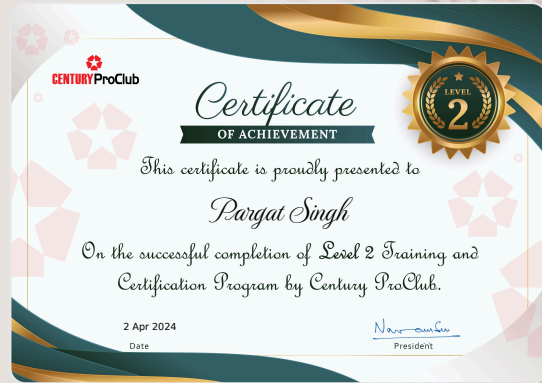 CENTURY ProClub
Certificate
OF ACHIEVEMENT
LEVEL
2
This certificate is proudly presented to
Pargat Singh
On the successful completion of Level 2 Training and
Certification Program by Century ProClub.
2 Apr 2024
Date
President